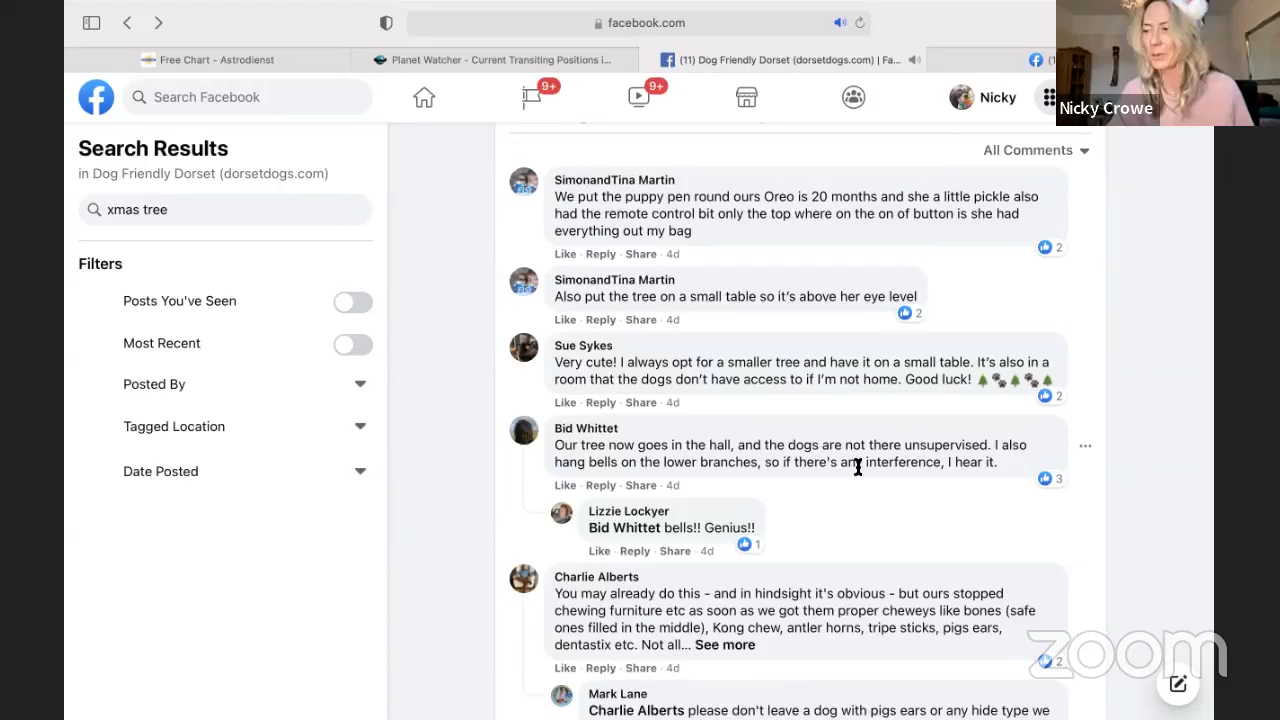 facebook.com
Free Chart - Astrodienst
Planet Watcher - Current Transiting Positions i...
(11) Dog Friendly Dorset (dorsetdogs.com) | Fa...
(1
Search Facebook
9+
9+
Nicky
Nicky Crowe
Search Results
in Dog Friendly Dorset (dorsetdogs.com)
xmas tree
Filters
Posts You've Seen
Most Recent
Posted By
Tagged Location
Date Posted
All Comments
SimonandTina Martin
We put the puppy pen round ours Oreo is 20 months and she a little pickle also
had the remote control bit only the top where on the on of button is she had
everything out my bag
2
Like · Reply · Share · 4d
SimonandTina Martin
Also put the tree on a small table so it's above her eye level
2
Like · Reply · Share · 4d
Sue Sykes
Very cute! I always opt for a smaller tree and have it on a small table. It's also in a
room that the dogs don't have access to if I'm not home. Good luck! 🎄🐾🎄🐾🎄
2
Like · Reply · Share · 4d
Bid Whittet
Our tree now goes in the hall, and the dogs are not there unsupervised. I also
hang bells on the lower branches, so if there's any interference, I hear it.
3
Like · Reply · Share · 4d
Lizzie Lockyer
Bid Whittet bells!! Genius!!
1
Like · Reply · Share · 4d
Charlie Alberts
You may already do this - and in hindsight it's obvious - but ours stopped
chewing furniture etc as soon as we got them proper cheweys like bones (safe
ones filled in the middle), Kong chew, antler horns, tripe sticks, pigs ears,
dentastix etc. Not all... See more
2
Like · Reply · Share · 4d
Mark Lane
Charlie Alberts please don't leave a dog with pigs ears or any hide type we
zoom